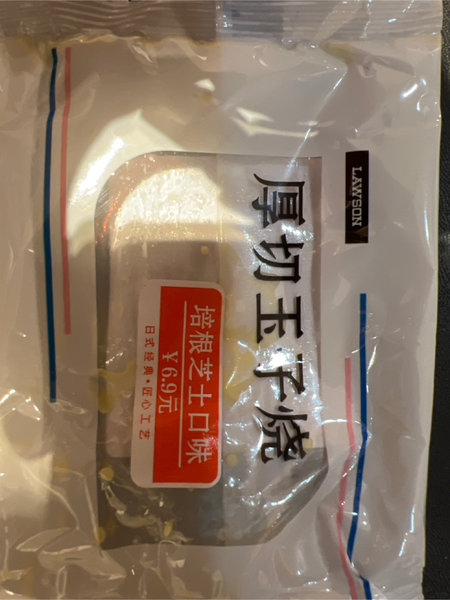 LAWSON
厚切玉子烧
培根芝士口味
¥6.9元
日式经典·匠心工艺